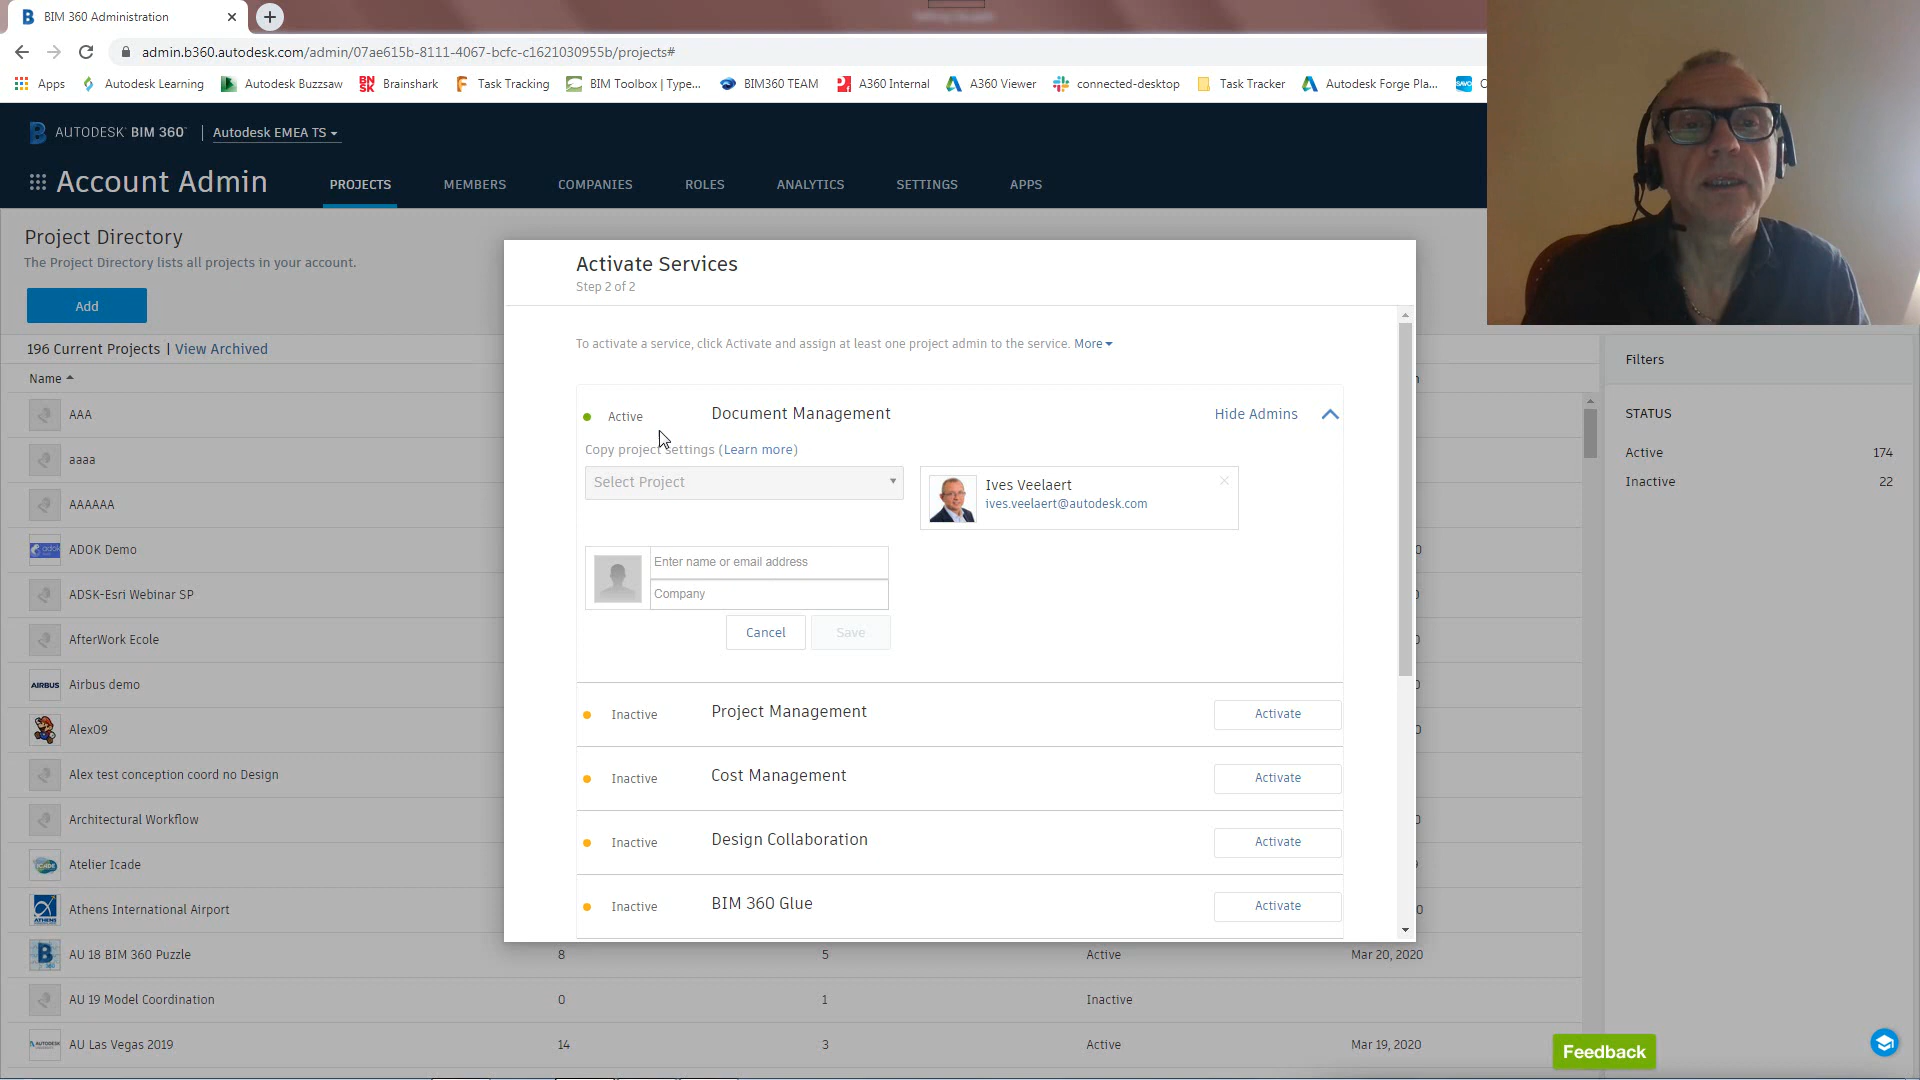 BIM 360 Administration
admin.b360.autodesk.com/admin/07ae615b-8111-4067-bcfc-c1621030955b/projects#
Apps Autodesk Learning Autodesk Buzzsaw Brainshark Task Tracking BIM Toolbox | Type... BIM360 TEAM A360 Internal A360 Viewer connected-desktop Task Tracker Autodesk Forge Pla...
AUTODESK BIM 360 Autodesk EMEA TS
Account Admin PROJECTS MEMBERS COMPANIES ROLES ANALYTICS SETTINGS APPS
Project Directory
The Project Directory lists all projects in your account.
Add
196 Current Projects | View Archived
Name
AAA
aaaa
AAAAAA
ADOK Demo
ADSK-Esri Webinar SP
AfterWork Ecole
Airbus demo
Alex09
Alex test conception coord no Design
Architectural Workflow
Atelier Icade
Athens International Airport
AU 18 BIM 360 Puzzle 8 5 Active Mar 20, 2020
AU 19 Model Coordination 0 1 Inactive
AU Las Vegas 2019 14 3 Active Mar 19, 2020
Activate Services
Step 2 of 2
To activate a service, click Activate and assign at least one project admin to the service. More
Active Document Management Hide Admins
Copy project settings (Learn more)
Select Project
Ives Veelaert
ives.veelaert@autodesk.com
Enter name or email address
Company
Cancel Save
Inactive Project Management Activate
Inactive Cost Management Activate
Inactive Design Collaboration Activate
Inactive BIM 360 Glue Activate
Filters
STATUS
Active 174
Inactive 22
Feedback